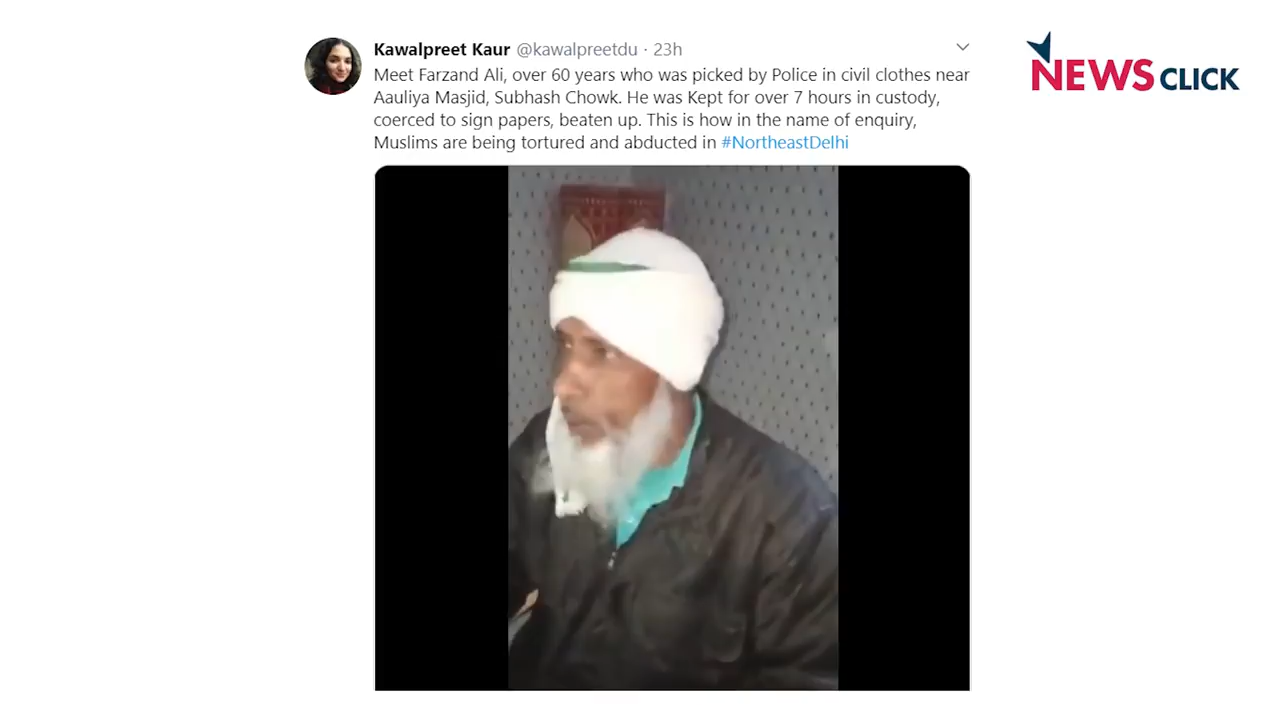 Kawalpreet Kaur @kawalpreetdu · 23h
Meet Farzand Ali, over 60 years who was picked by Police in civil clothes near
Aauliya Masjid, Subhash Chowk. He was Kept for over 7 hours in custody,
coerced to sign papers, beaten up. This is how in the name of enquiry,
Muslims are being tortured and abducted in #NortheastDelhi
NEWS CLICK